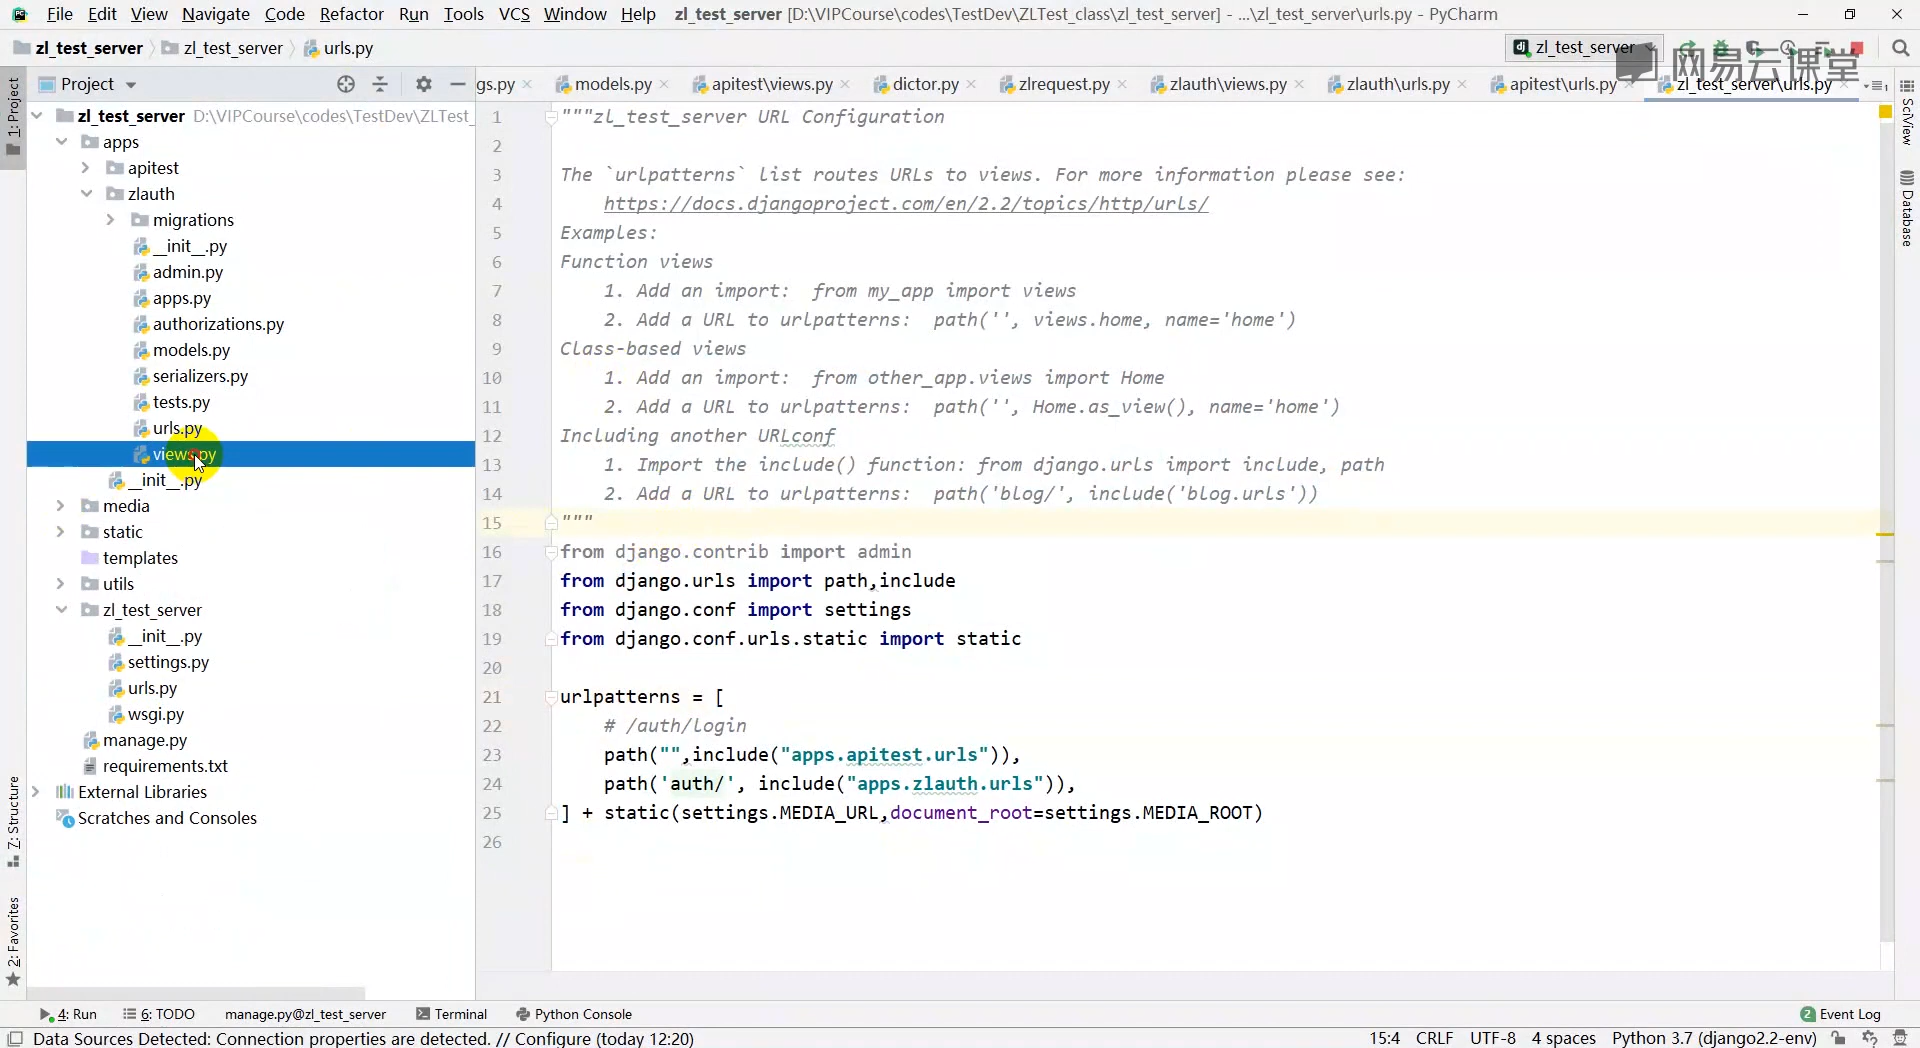 File Edit View Navigate Code Refactor Run Tools VCS Window Help zl_test_server [D:\VIPCourse\codes\TestDev\ZLTest_class\zl_test_server] - ...\zl_test_server\urls.py - PyCharm
zl_test_server zl_test_server urls.py
zl_test_server
网易云课堂
Project
gs.py models.py apitest\views.py dictor.py zlrequest.py zlauth\views.py zlauth\urls.py apitest\urls.py zl_test_server\urls.py
1: Project
zl_test_server D:\VIPCourse\codes\TestDev\ZLTest_
apps
apitest
zlauth
migrations
__init__.py
admin.py
apps.py
authorizations.py
models.py
serializers.py
tests.py
urls.py
views.py
__init__.py
media
static
templates
utils
zl_test_server
__init__.py
settings.py
urls.py
wsgi.py
manage.py
requirements.txt
External Libraries
Scratches and Consoles
7: Structure
2: Favorites
1 """zl_test_server URL Configuration
2
3 The `urlpatterns` list routes URLs to views. For more information please see:
4 https://docs.djangoproject.com/en/2.2/topics/http/urls/
5 Examples:
6 Function views
7 1. Add an import:  from my_app import views
8 2. Add a URL to urlpatterns:  path('', views.home, name='home')
9 Class-based views
10 1. Add an import:  from other_app.views import Home
11 2. Add a URL to urlpatterns:  path('', Home.as_view(), name='home')
12 Including another URLconf
13 1. Import the include() function: from django.urls import include, path
14 2. Add a URL to urlpatterns:  path('blog/', include('blog.urls'))
15 """
16 from django.contrib import admin
17 from django.urls import path,include
18 from django.conf import settings
19 from django.conf.urls.static import static
20
21 urlpatterns = [
22 # /auth/login
23 path("",include("apps.apitest.urls")),
24 path('auth/', include("apps.zlauth.urls")),
25 ] + static(settings.MEDIA_URL,document_root=settings.MEDIA_ROOT)
26
SciView
Database
4: Run 6: TODO manage.py@zl_test_server Terminal Python Console 2 Event Log
Data Sources Detected: Connection properties are detected. // Configure (today 12:20) 15:4 CRLF UTF-8 4 spaces Python 3.7 (django2.2-env)